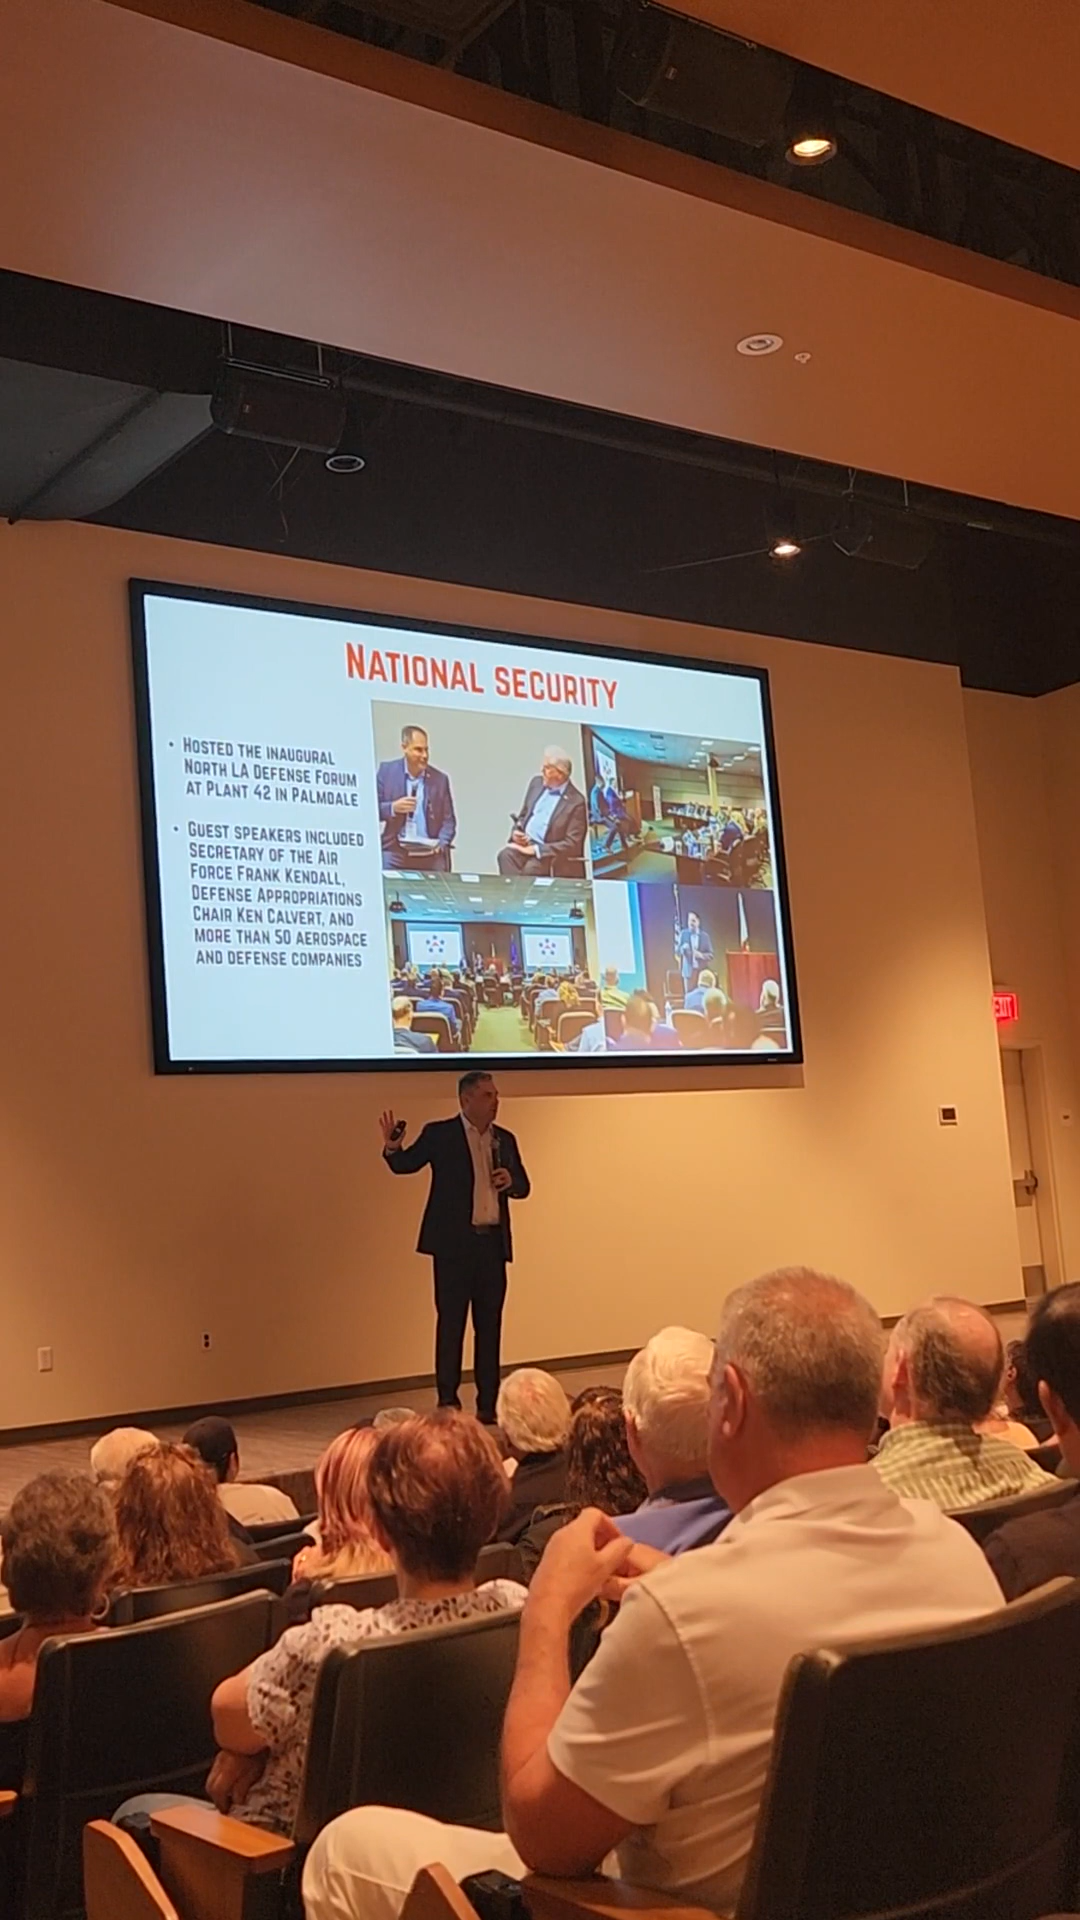 National security
• Hosted the inaugural
North LA Defense Forum
at Plant 42 in Palmdale
• Guest speakers included
Secretary of the Air
Force Frank Kendall,
Defense Appropriations
Chair Ken Calvert, and
more than 50 aerospace
and defense companies
EXIT